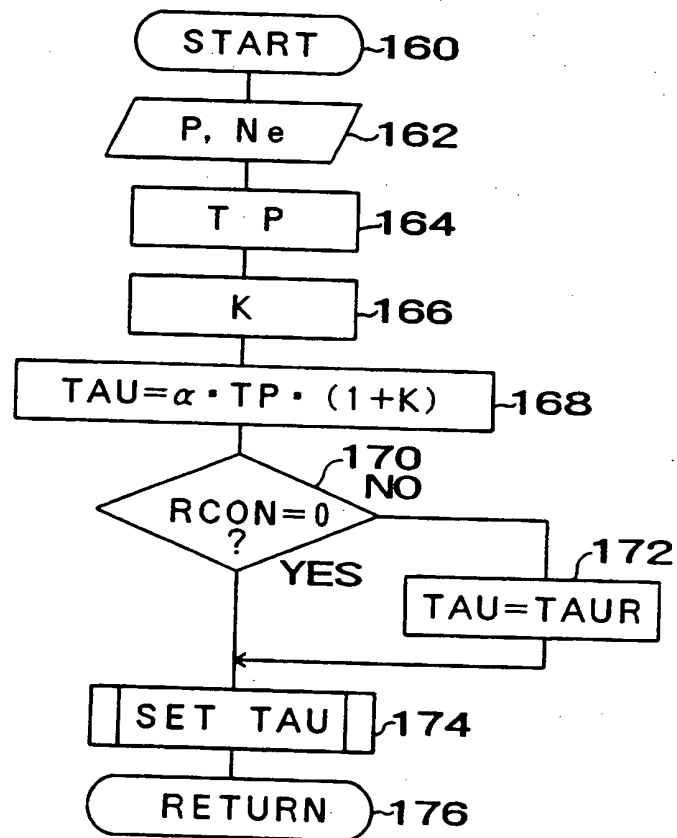 START 160
P, Ne 162
T P 164
K 166
TAU=α・TP・(1+K) 168
170
NO
RCON=0
?
YES
172
TAU=TAUR
SET TAU 174
RETURN 176